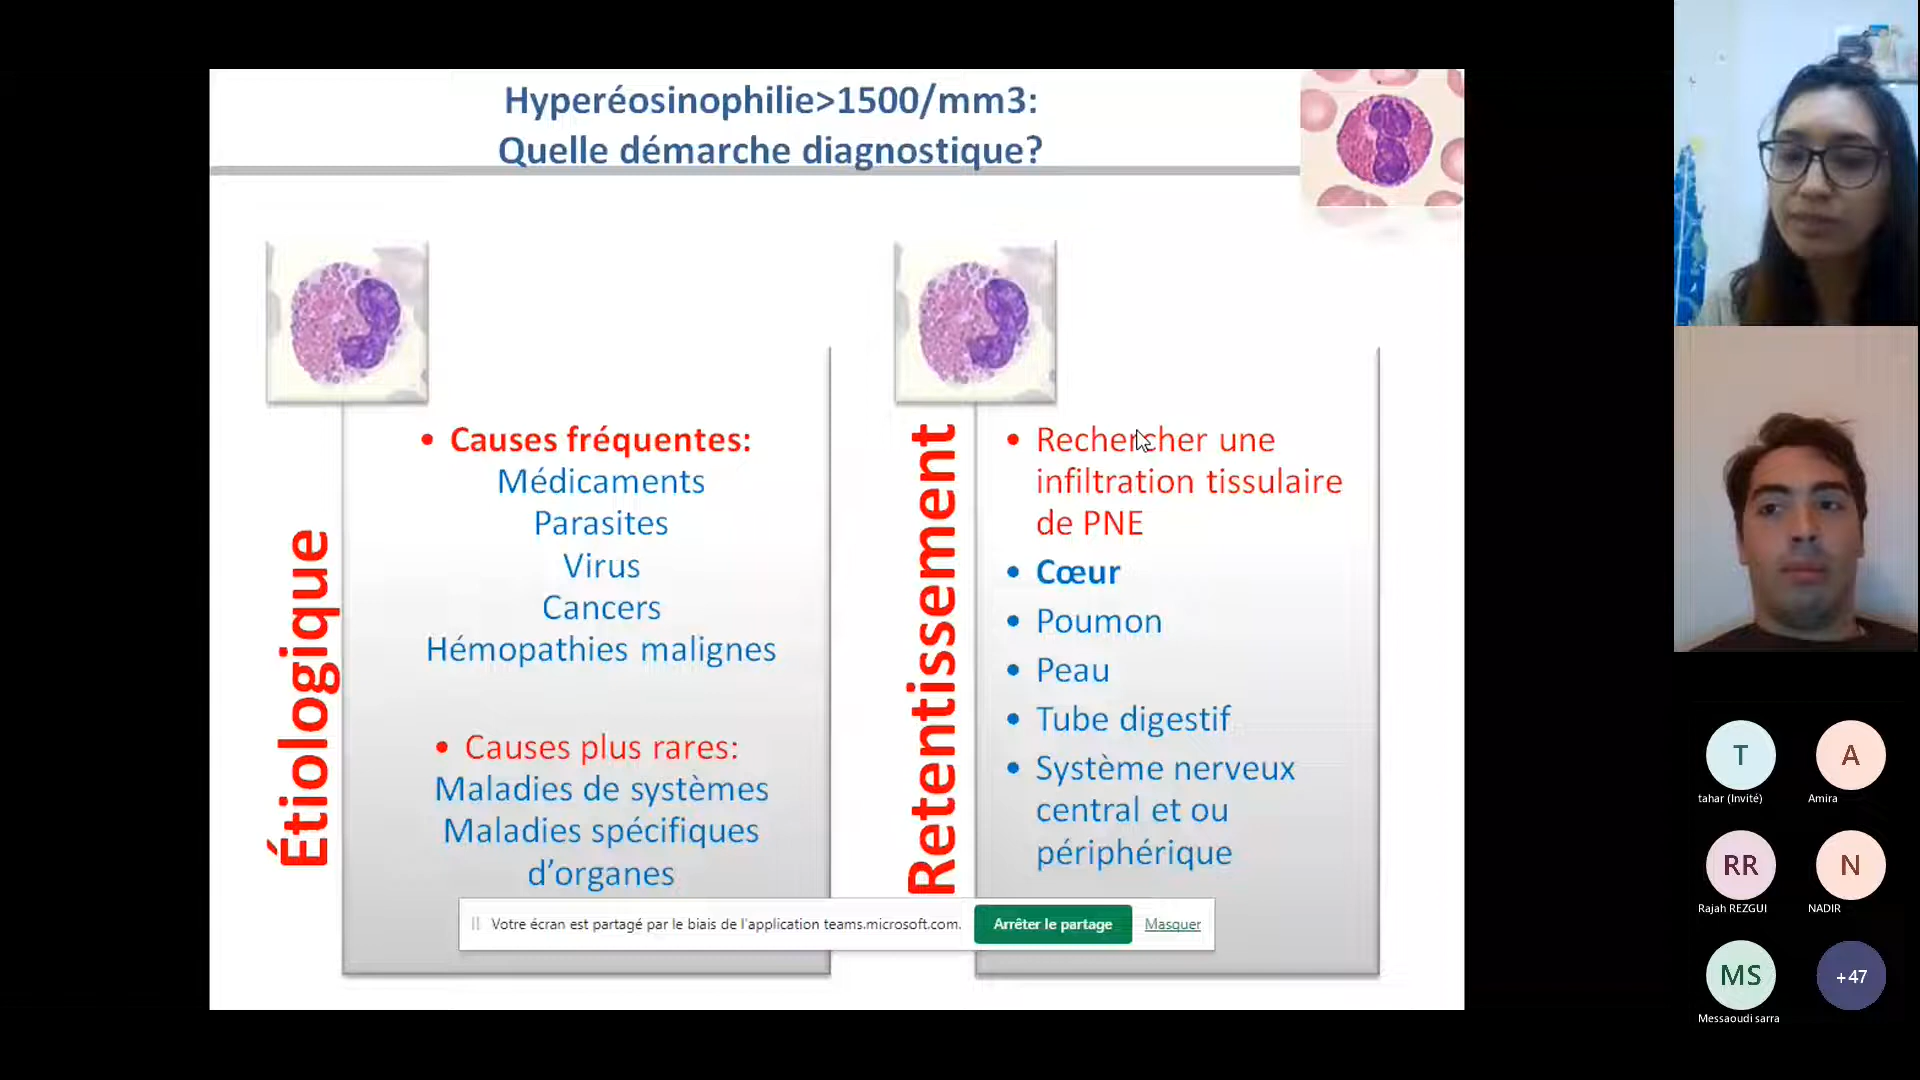 Hyperéosinophilie>1500/mm3:
Quelle démarche diagnostique?
Étiologique
• Causes fréquentes:
Médicaments
Parasites
Virus
Cancers
Hémopathies malignes
• Causes plus rares:
Maladies de systèmes
Maladies spécifiques
d’organes
Retentissement
• Rechercher une
infiltration tissulaire
de PNE
• Cœur
• Poumon
• Peau
• Tube digestif
• Système nerveux
central et ou
périphérique
Votre écran est partagé par le biais de l'application teams.microsoft.com.
Arrêter le partage
Masquer
T
tahar (Invité)
A
Amira
RR
Rajah REZGUI
N
NADIR
MS
Messaoudi sarra
+47